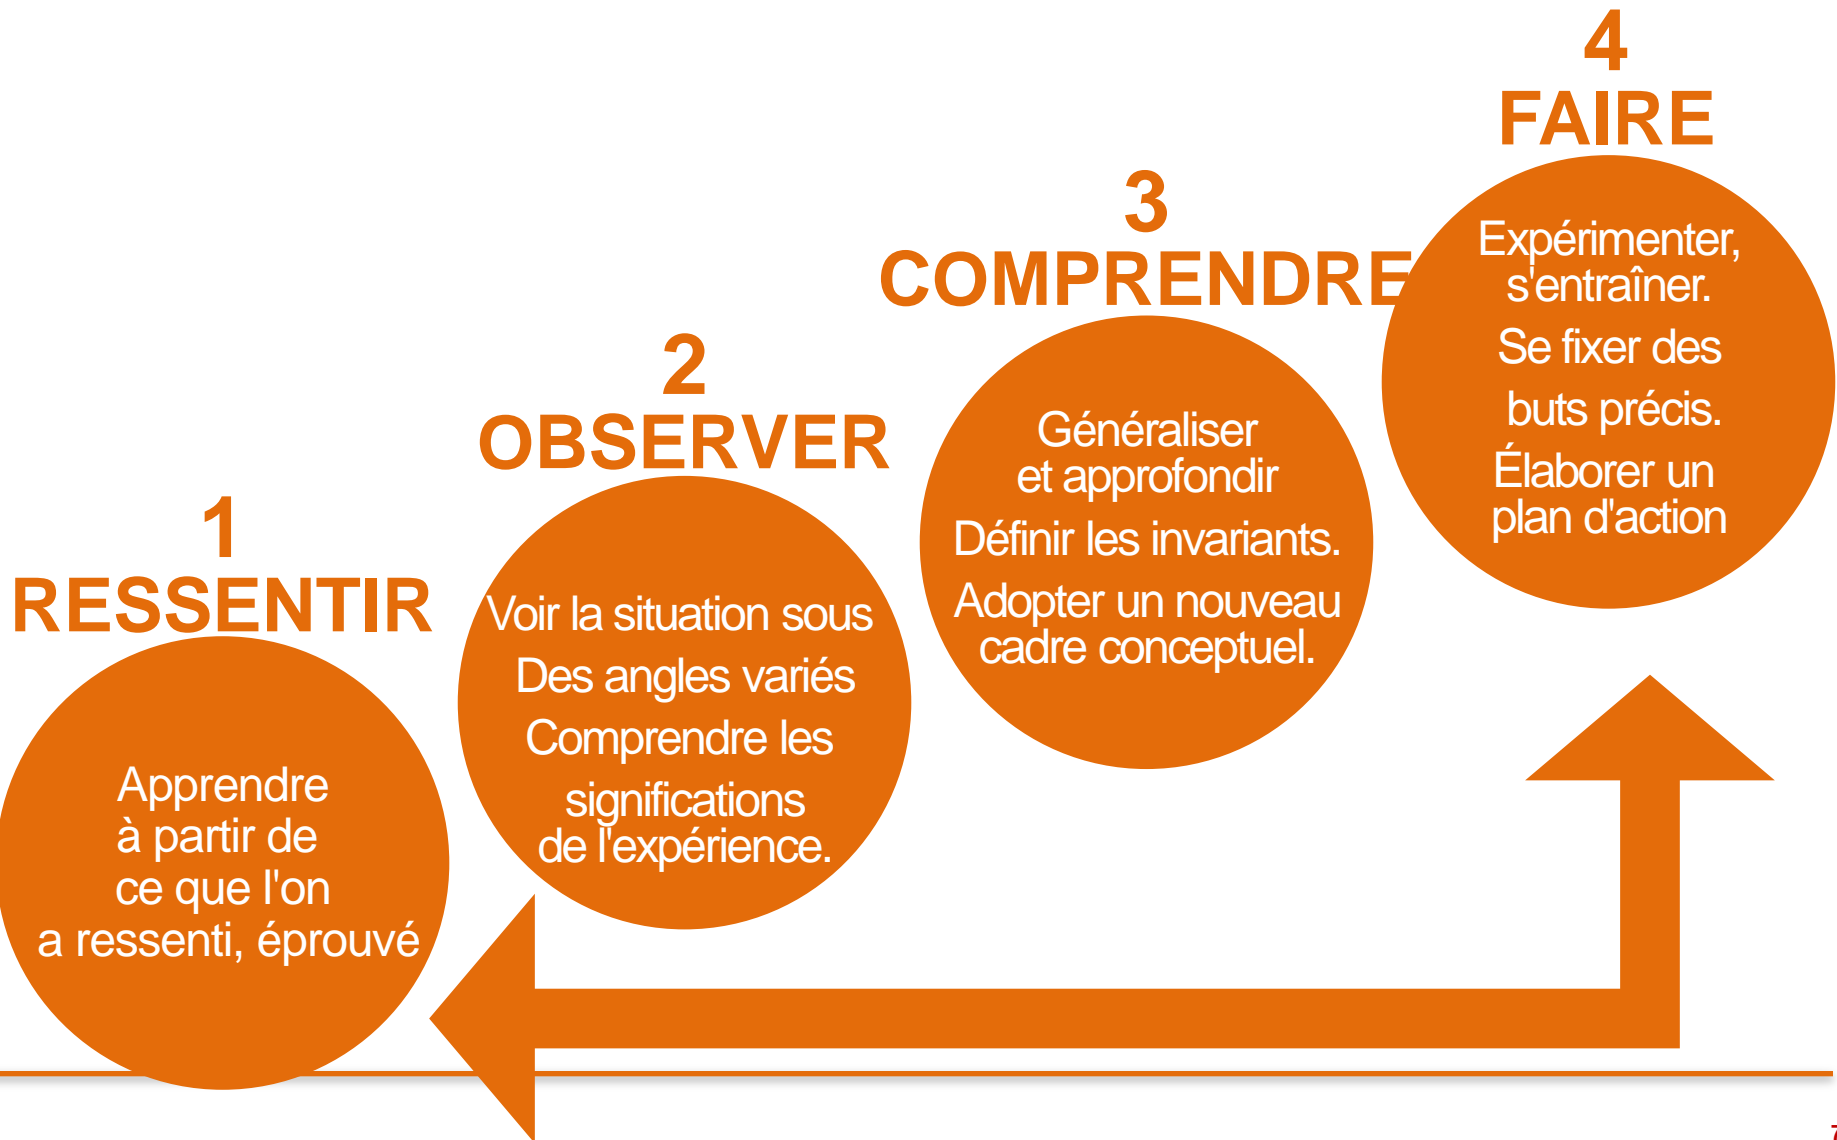 1
RESSENTIR
Apprendre
à partir de
ce que l'on
a ressenti, éprouvé
2
OBSERVER
Voir la situation sous
Des angles variés
Comprendre les
significations
de l'expérience.
3
COMPRENDRE
Généraliser
et approfondir
Définir les invariants.
Adopter un nouveau
cadre conceptuel.
4
FAIRE
Expérimenter,
s'entraîner.
Se fixer des
buts précis.
Élaborer un
plan d'action